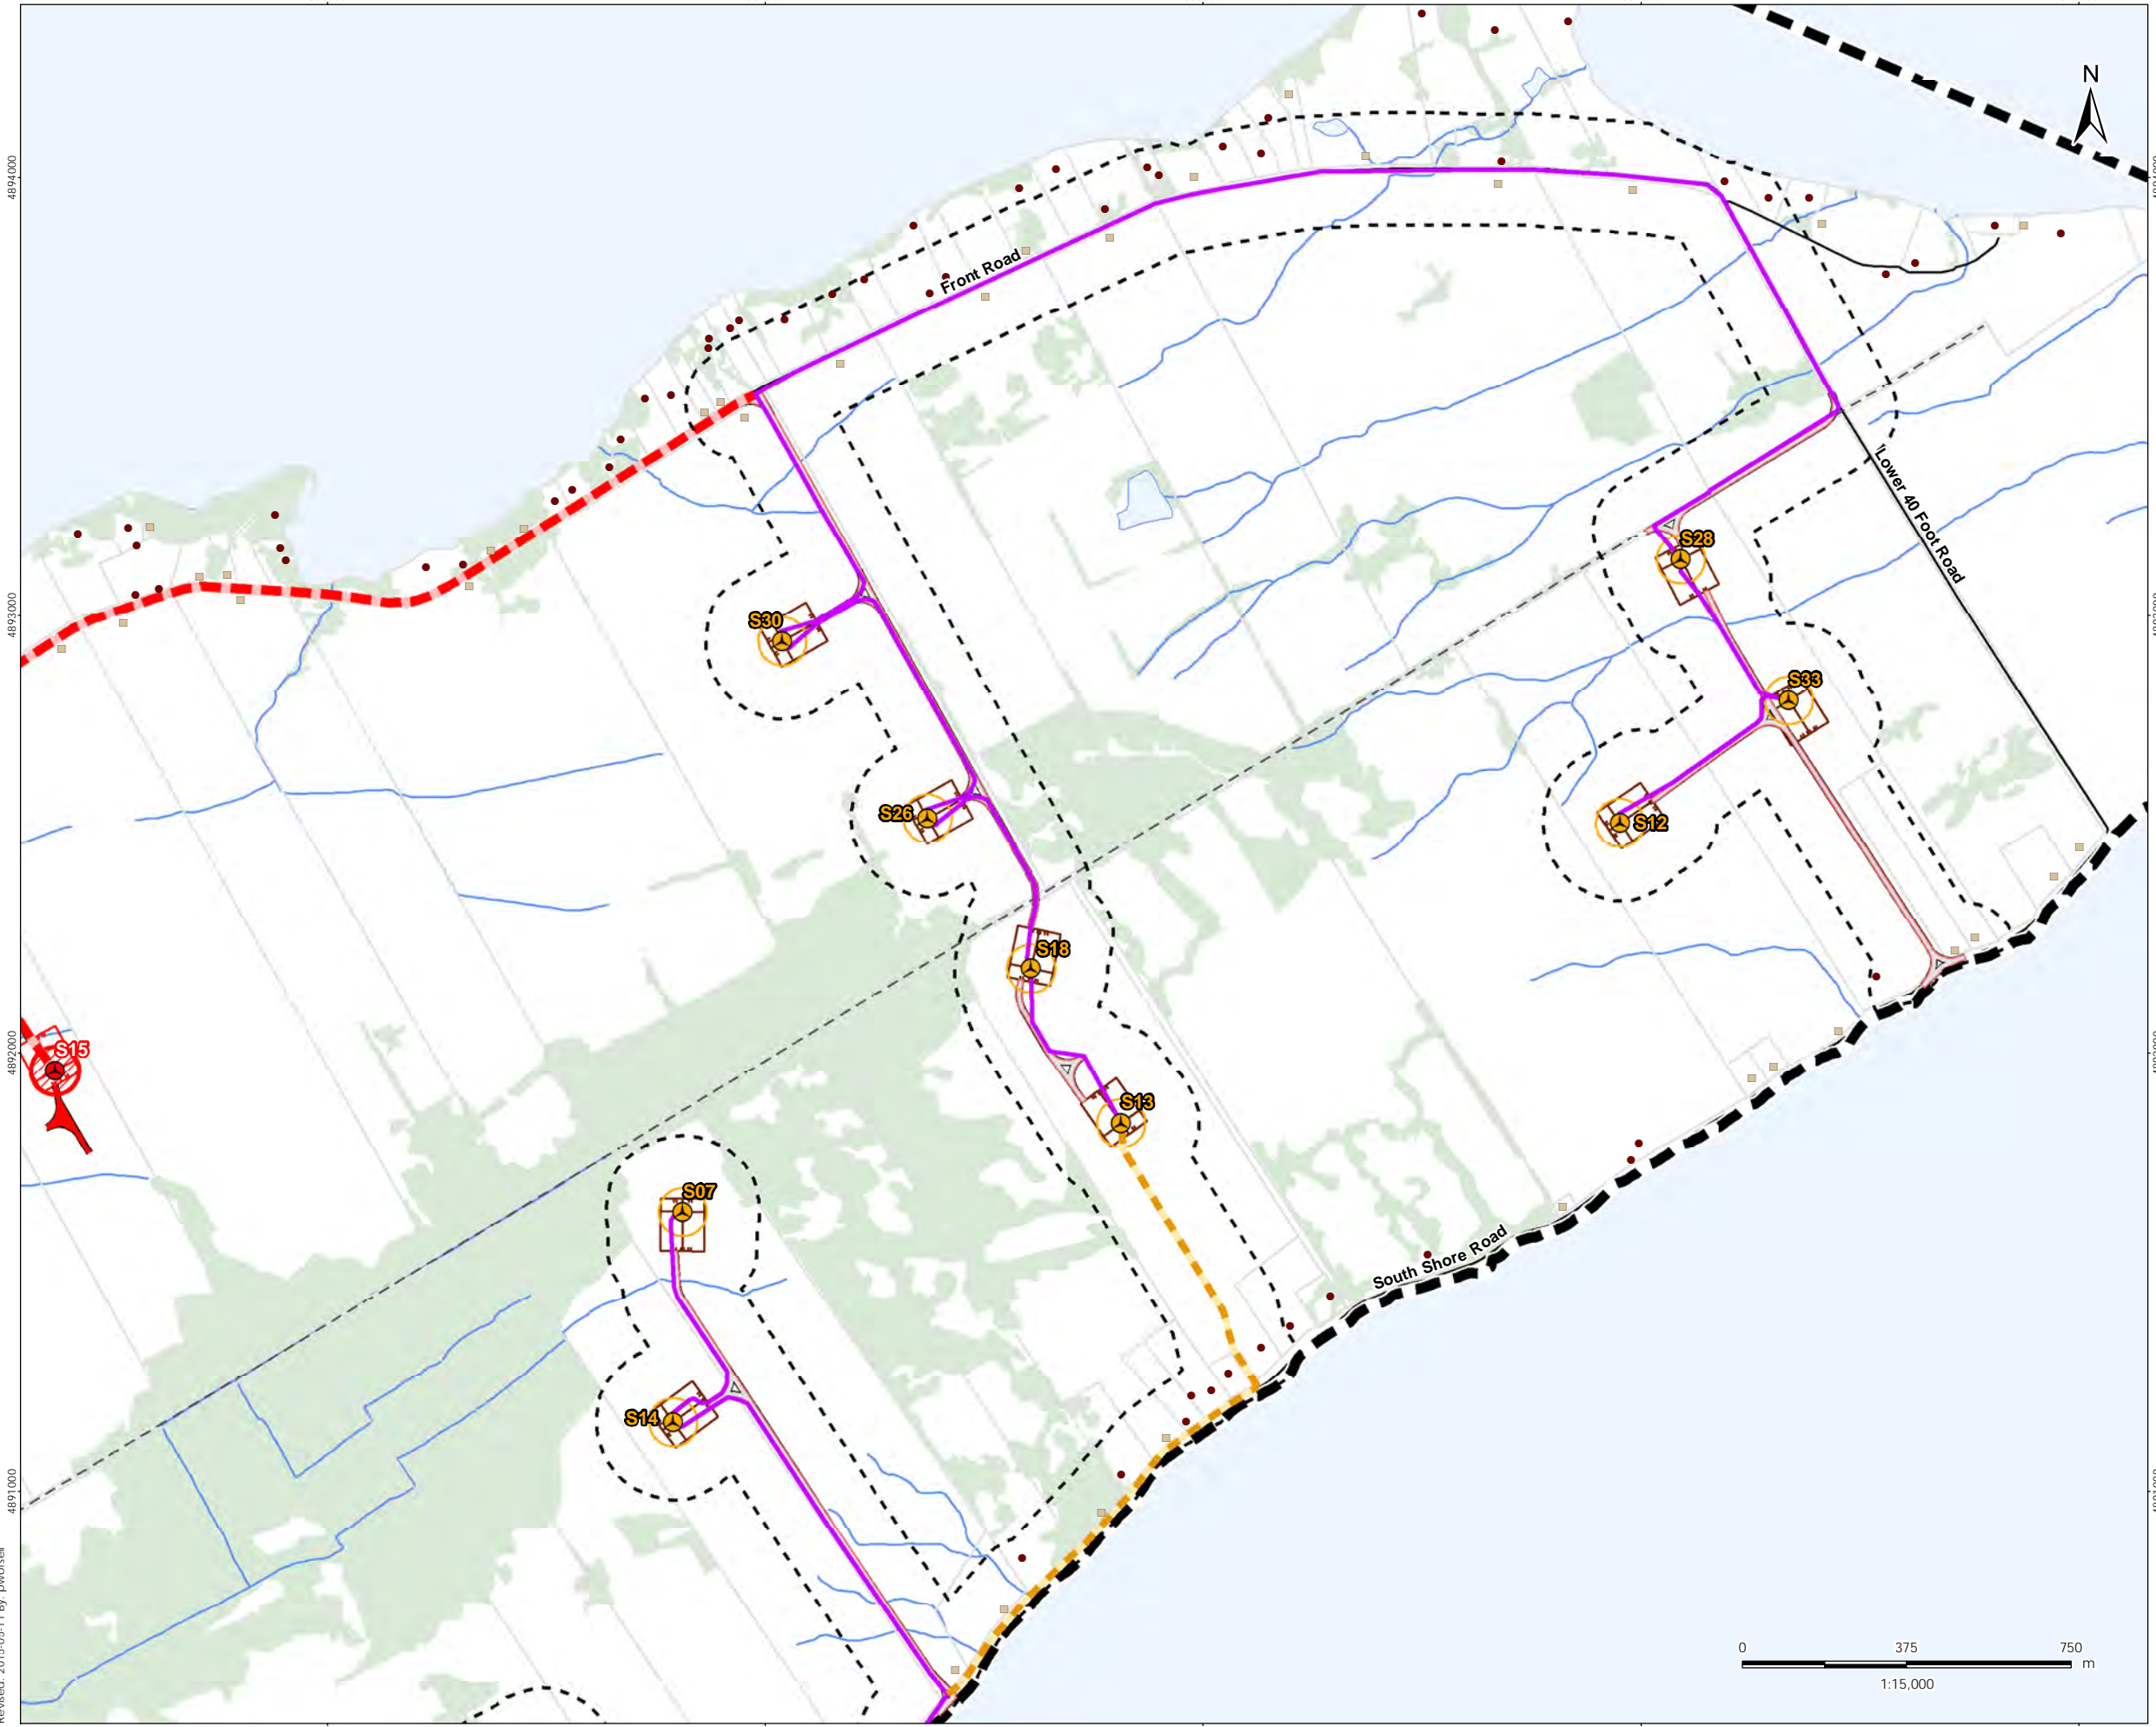 N
4894000
Front Road
Lower 40 Foot Road
S28
4893000
S30
S33
S26
S12
S18
4892000
S15
S13
S07
South Shore Road
S14
4891000
0 375 750
m
1:15,000